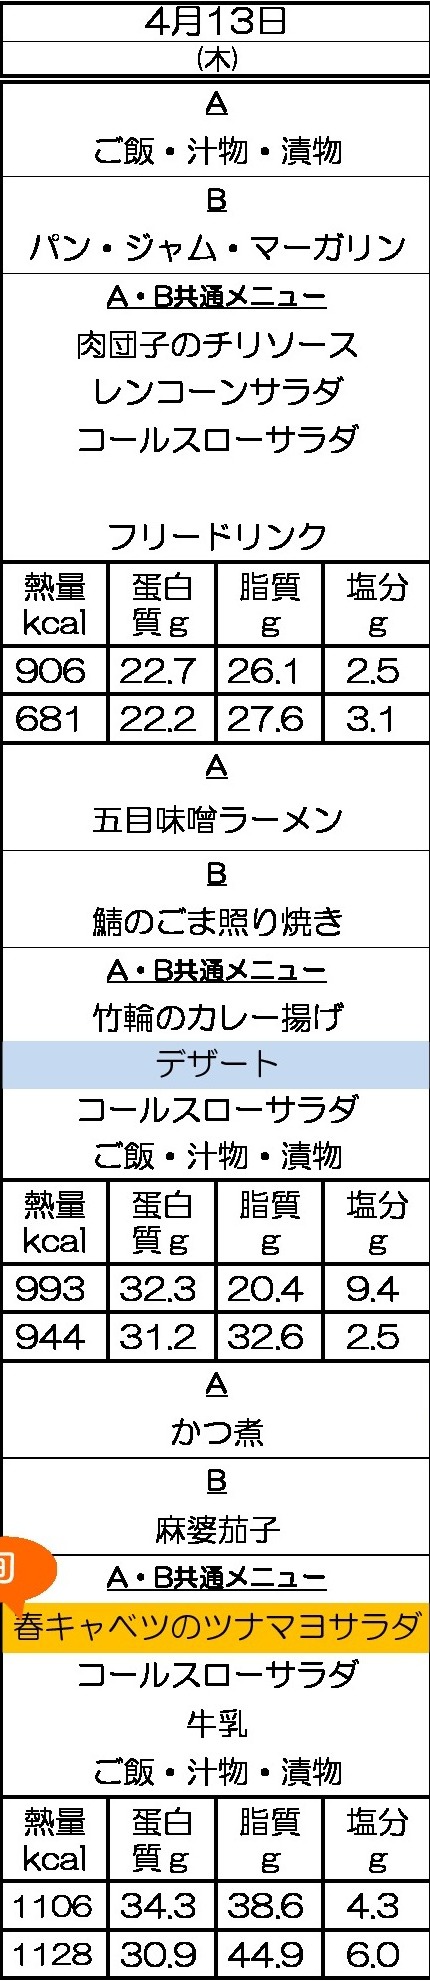 4月13日
(木)
A
ご飯・汁物・漬物
B
パン・ジャム・マーガリン
A・B共通メニュー
肉団子のチリソース
レンコーンサラダ
コールスローサラダ
フリードリンク
熱量 蛋白 脂質 塩分
kcal 質g g g
906 22.7 26.1 2.5
681 22.2 27.6 3.1
A
五目味噌ラーメン
B
鯖のごま照り焼き
A・B共通メニュー
竹輪のカレー揚げ
デザート
コールスローサラダ
ご飯・汁物・漬物
熱量 蛋白 脂質 塩分
kcal 質g g g
993 32.3 20.4 9.4
944 31.2 32.6 2.5
A
かつ煮
B
麻婆茄子
A・B共通メニュー
春キャベツのツナマヨサラダ
コールスローサラダ
牛乳
ご飯・汁物・漬物
熱量 蛋白 脂質 塩分
kcal 質g g g
1106 34.3 38.6 4.3
1128 30.9 44.9 6.0